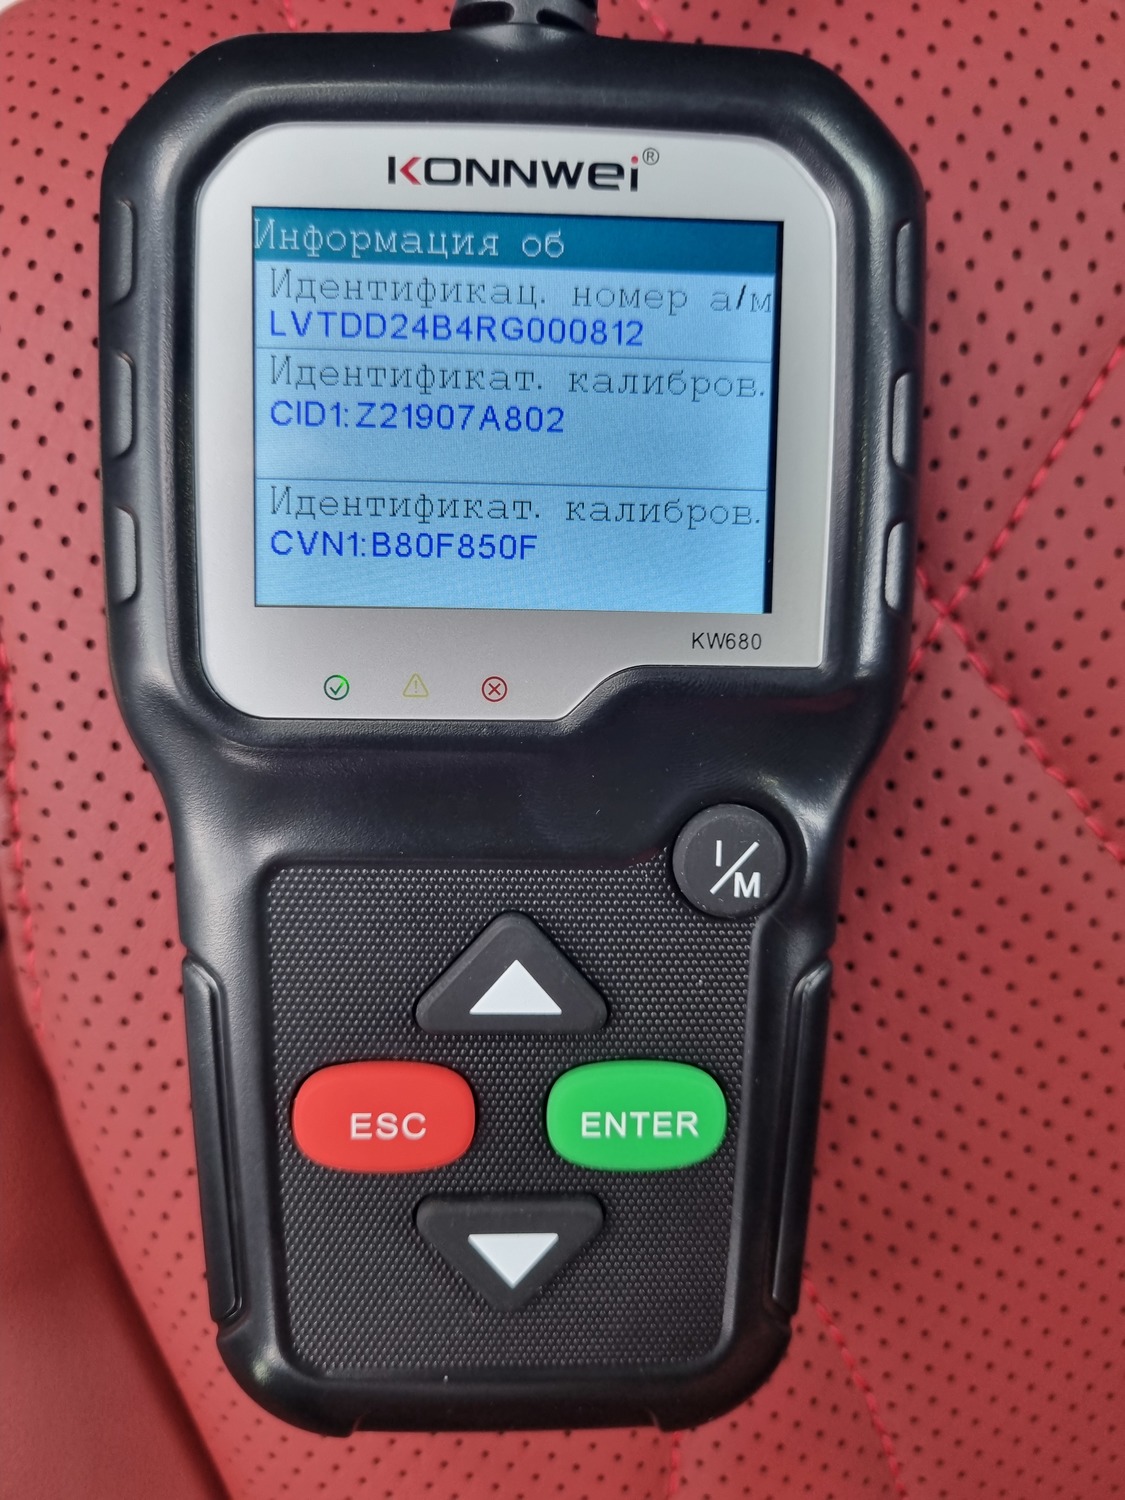 KONNWEI®
Информация об
Идентификац. номер а/м
LVTDD24B4RG000812
Идентификат. калибров.
CID1:Z21907A802
Идентификат. калибров.
CVN1:B80F850F
KW680
I/M
ESC
ENTER